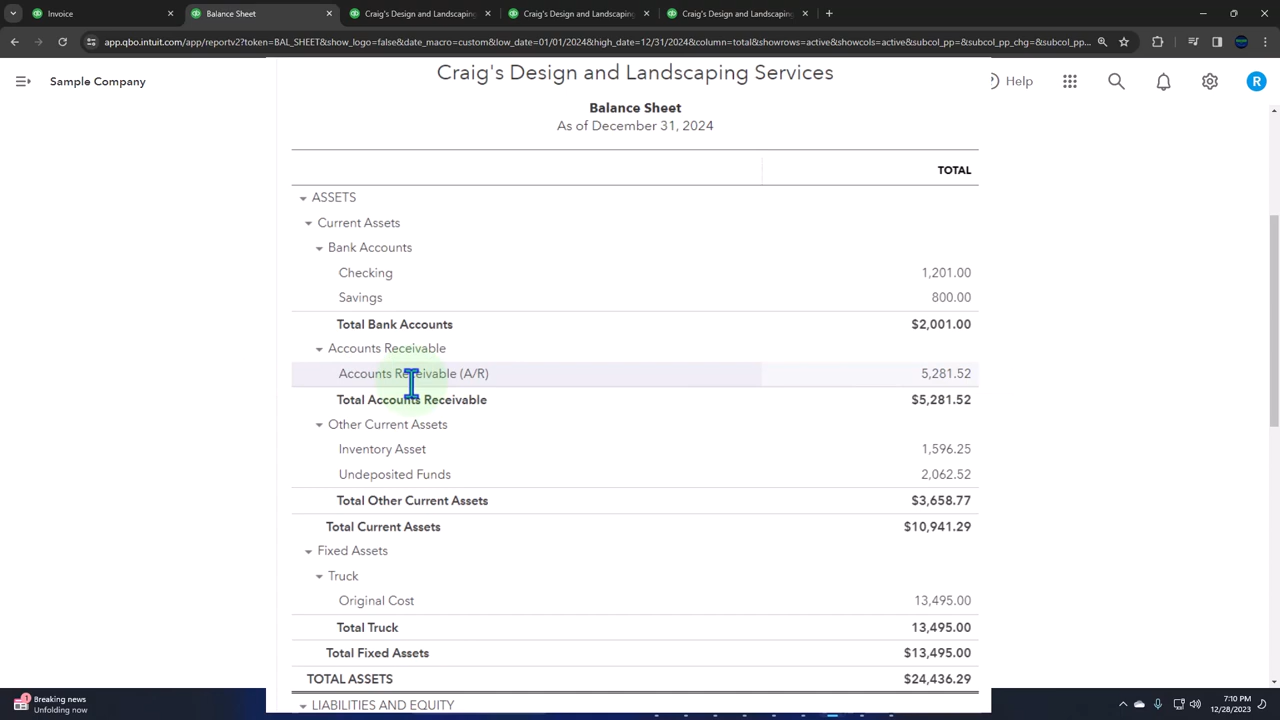 Invoice
Balance Sheet
Craig's Design and Landscaping
Craig's Design and Landscaping
Craig's Design and Landscaping
app.qbo.intuit.com/app/reportv2?token=BAL_SHEET&show_logo=false&date_macro=custom&low_date=01/01/2024&high_date=12/31/2024&column=total&showrows=active&showcols=active&subcol_pp=&subcol_pp_chg=&subcol_pp_...
Sample Company
Help
R
Craig's Design and Landscaping Services
Balance Sheet
As of December 31, 2024
TOTAL
ASSETS
Current Assets
Bank Accounts
Checking 1,201.00
Savings 800.00
Total Bank Accounts $2,001.00
Accounts Receivable
Accounts Receivable (A/R) 5,281.52
Total Accounts Receivable $5,281.52
Other Current Assets
Inventory Asset 1,596.25
Undeposited Funds 2,062.52
Total Other Current Assets $3,658.77
Total Current Assets $10,941.29
Fixed Assets
Truck
Original Cost 13,495.00
Total Truck 13,495.00
Total Fixed Assets $13,495.00
TOTAL ASSETS $24,436.29
LIABILITIES AND EQUITY
1
Breaking news
Unfolding now
7:10 PM
12/28/2023